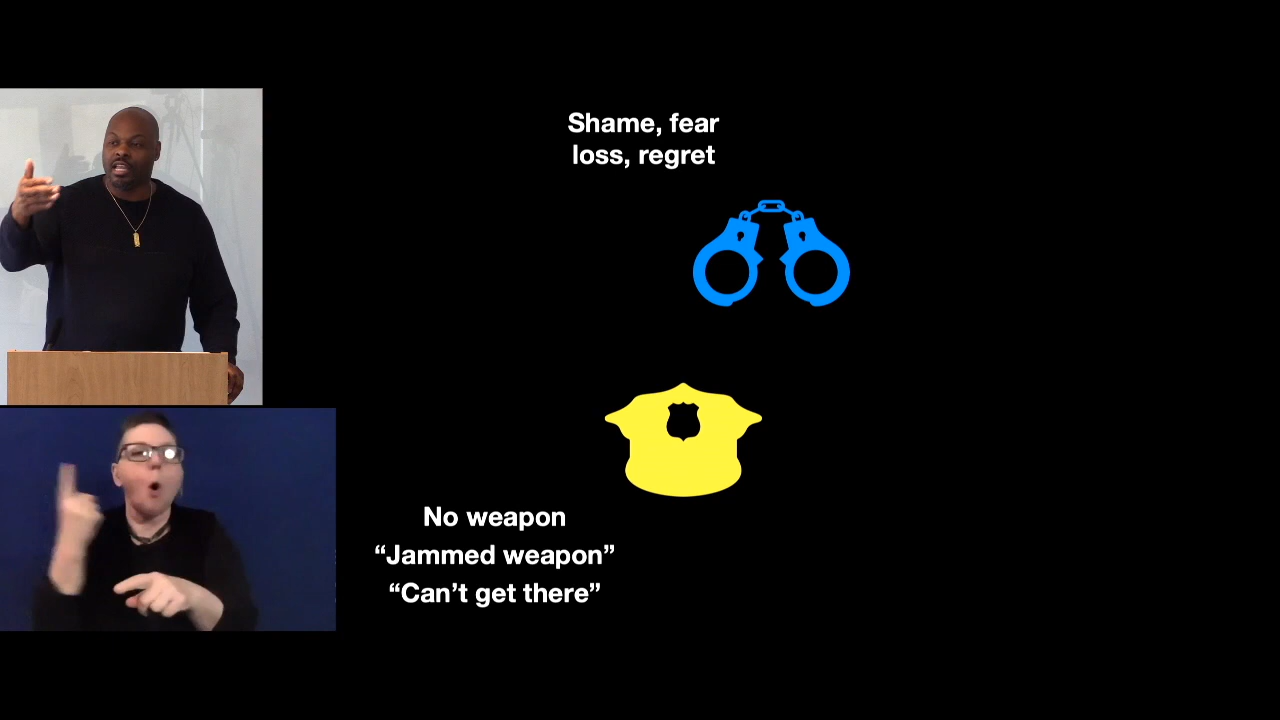 Shame, fear
loss, regret
No weapon
“Jammed weapon”
“Can’t get there”